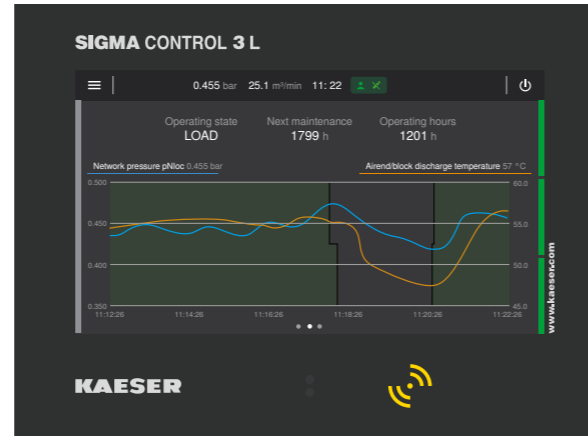 SIGMA CONTROL 3 L
0.455 bar 25.1 m³/min 11: 22
Operating state Next maintenance Operating hours
LOAD 1799 h 1201 h
Network pressure pNloc 0.455 bar Airend/block discharge temperature 57 °C
0.500 60.0
0.450 55.0
0.400 50.0
0.350 45.0
11:12:26 11:14:26 11:16:26 11:18:26 11:20:26 11:22:26
www.kaeser.com
KAESER